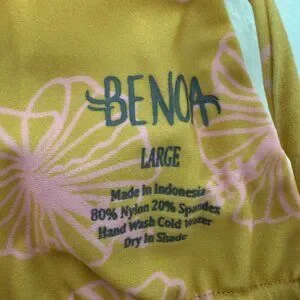 BENOA
LARGE
Made in Indonesia
80% Nylon 20% Spandex
Hand Wash Cold Water
Dry In Shade